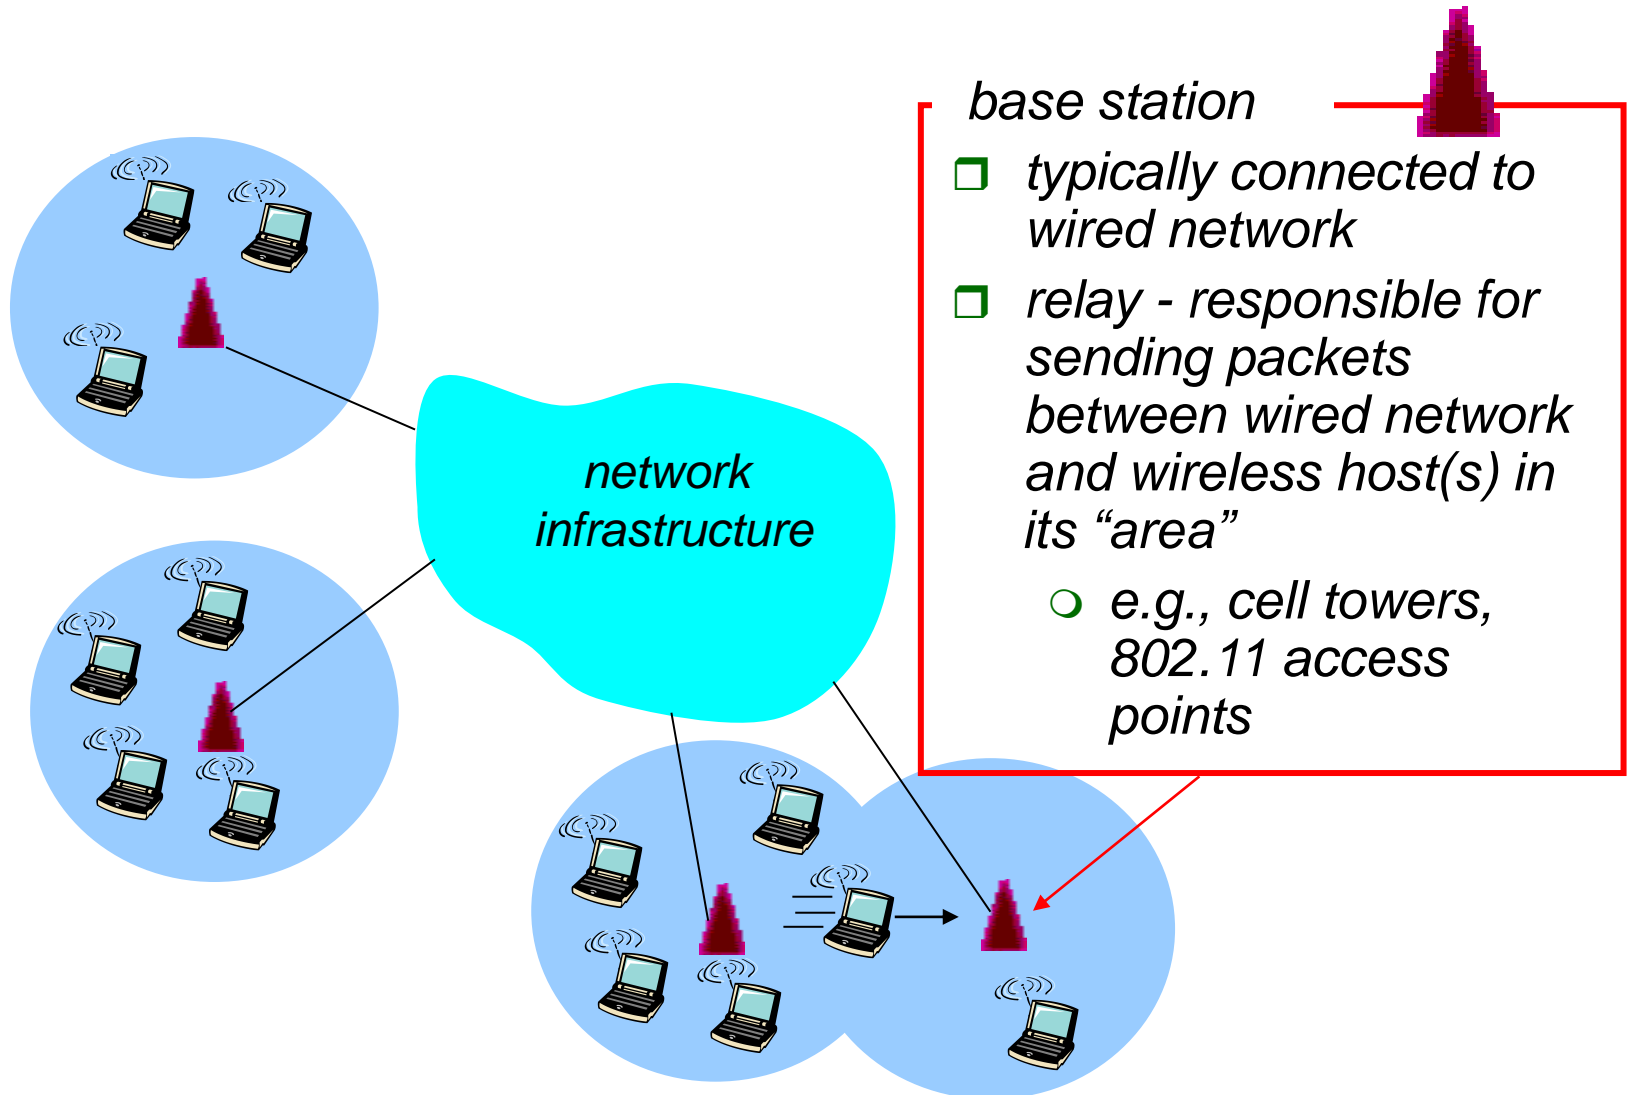 base station
typically connected to
wired network
relay - responsible for
sending packets
between wired network
and wireless host(s) in
its “area”
e.g., cell towers,
802.11 access
points
network
infrastructure